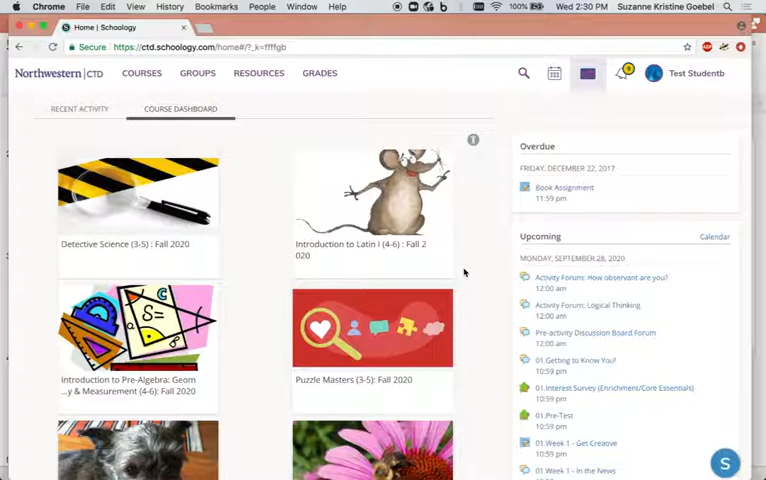 Chrome File Edit View History Bookmarks People Window Help 100% Wed 2:30 PM Suzanne Kristine Goebel
Home | Schoology
Secure https://ctd.schoology.com/home#/?_k=ffffgb
Northwestern | CTD COURSES GROUPS RESOURCES GRADES Test Studentb
RECENT ACTIVITY COURSE DASHBOARD
Detective Science (3-5) : Fall 2020
Introduction to Latin I (4-6) : Fall 2
020
Introduction to Pre-Algebra: Geom
...y & Measurement (4-6): Fall 2020
Puzzle Masters (3-5): Fall 2020
Overdue
FRIDAY, DECEMBER 22, 2017
Book Assignment
11:59 pm
Upcoming Calendar
MONDAY, SEPTEMBER 28, 2020
Activity Forum: How observant are you?
12:00 am
Activity Forum: Logical Thinking
12:00 am
Pre-activity Discussion Board Forum
12:00 am
01.Getting to Know You!
10:59 pm
01.Interest Survey (Enrichment/Core Essentials)
10:59 pm
01.Pre-Test
10:59 pm
01.Week 1 - Get Creative
10:59 pm
01.Week 1 - In the News
10:59 pm
S